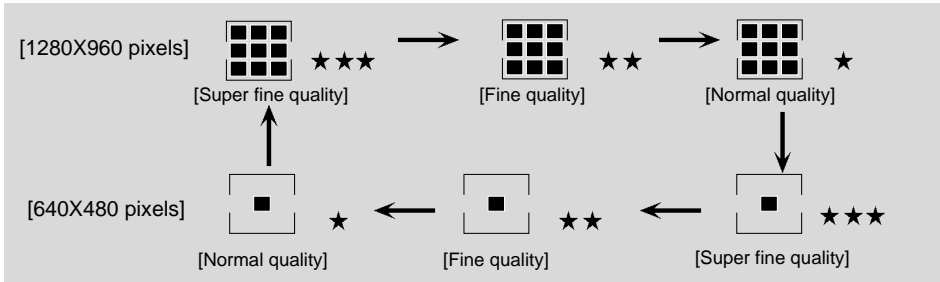 [1280X960 pixels]
[Super fine quality] [Fine quality] [Normal quality]
[640X480 pixels]
[Normal quality] [Fine quality] [Super fine quality]